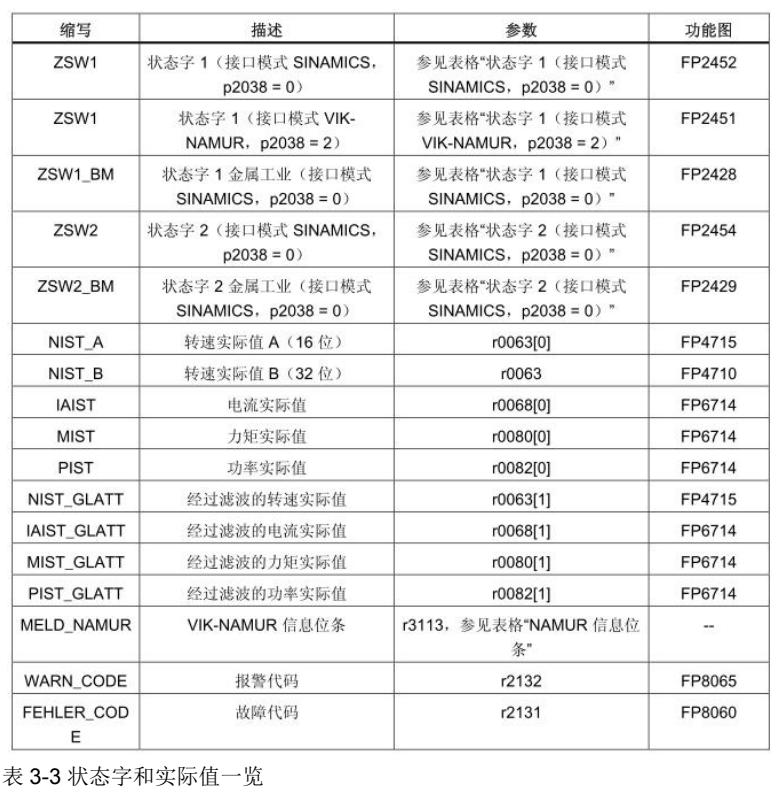 缩写 描述 参数 功能图
ZSW1 状态字 1（接口模式 SINAMICS， 参见表格“状态字 1（接口模式 FP2452
p2038 = 0） SINAMICS，p2038 = 0）”
ZSW1 状态字 1（接口模式 VIK- 参见表格“状态字 1（接口模式 FP2451
NAMUR，p2038 = 2） VIK-NAMUR，p2038 = 2）”
ZSW1_BM 状态字 1 金属工业（接口模式 参见表格“状态字 1（接口模式 FP2428
SINAMICS，p2038 = 0） SINAMICS，p2038 = 0）”
ZSW2 状态字 2（接口模式 SINAMICS， 参见表格“状态字 2（接口模式 FP2454
p2038 = 0） SINAMICS，p2038 = 0）”
ZSW2_BM 状态字 2 金属工业（接口模式 参见表格“状态字 2（接口模式 FP2429
SINAMICS，p2038 = 0） SINAMICS，p2038 = 0）”
NIST_A 转速实际值 A（16 位） r0063[0] FP4715
NIST_B 转速实际值 B（32 位） r0063 FP4710
IAIST 电流实际值 r0068[0] FP6714
MIST 力矩实际值 r0080[0] FP6714
PIST 功率实际值 r0082[0] FP6714
NIST_GLATT 经过滤波的转速实际值 r0063[1] FP4715
IAIST_GLATT 经过滤波的电流实际值 r0068[1] FP6714
MIST_GLATT 经过滤波的力矩实际值 r0080[1] FP6714
PIST_GLATT 经过滤波的功率实际值 r0082[1] FP6714
MELD_NAMUR VIK-NAMUR 信息位条 r3113，参见表格“NAMUR 信息位 --
条”
WARN_CODE 报警代码 r2132 FP8065
FEHLER_COD 故障代码 r2131 FP8060
E
表 3-3 状态字和实际值一览